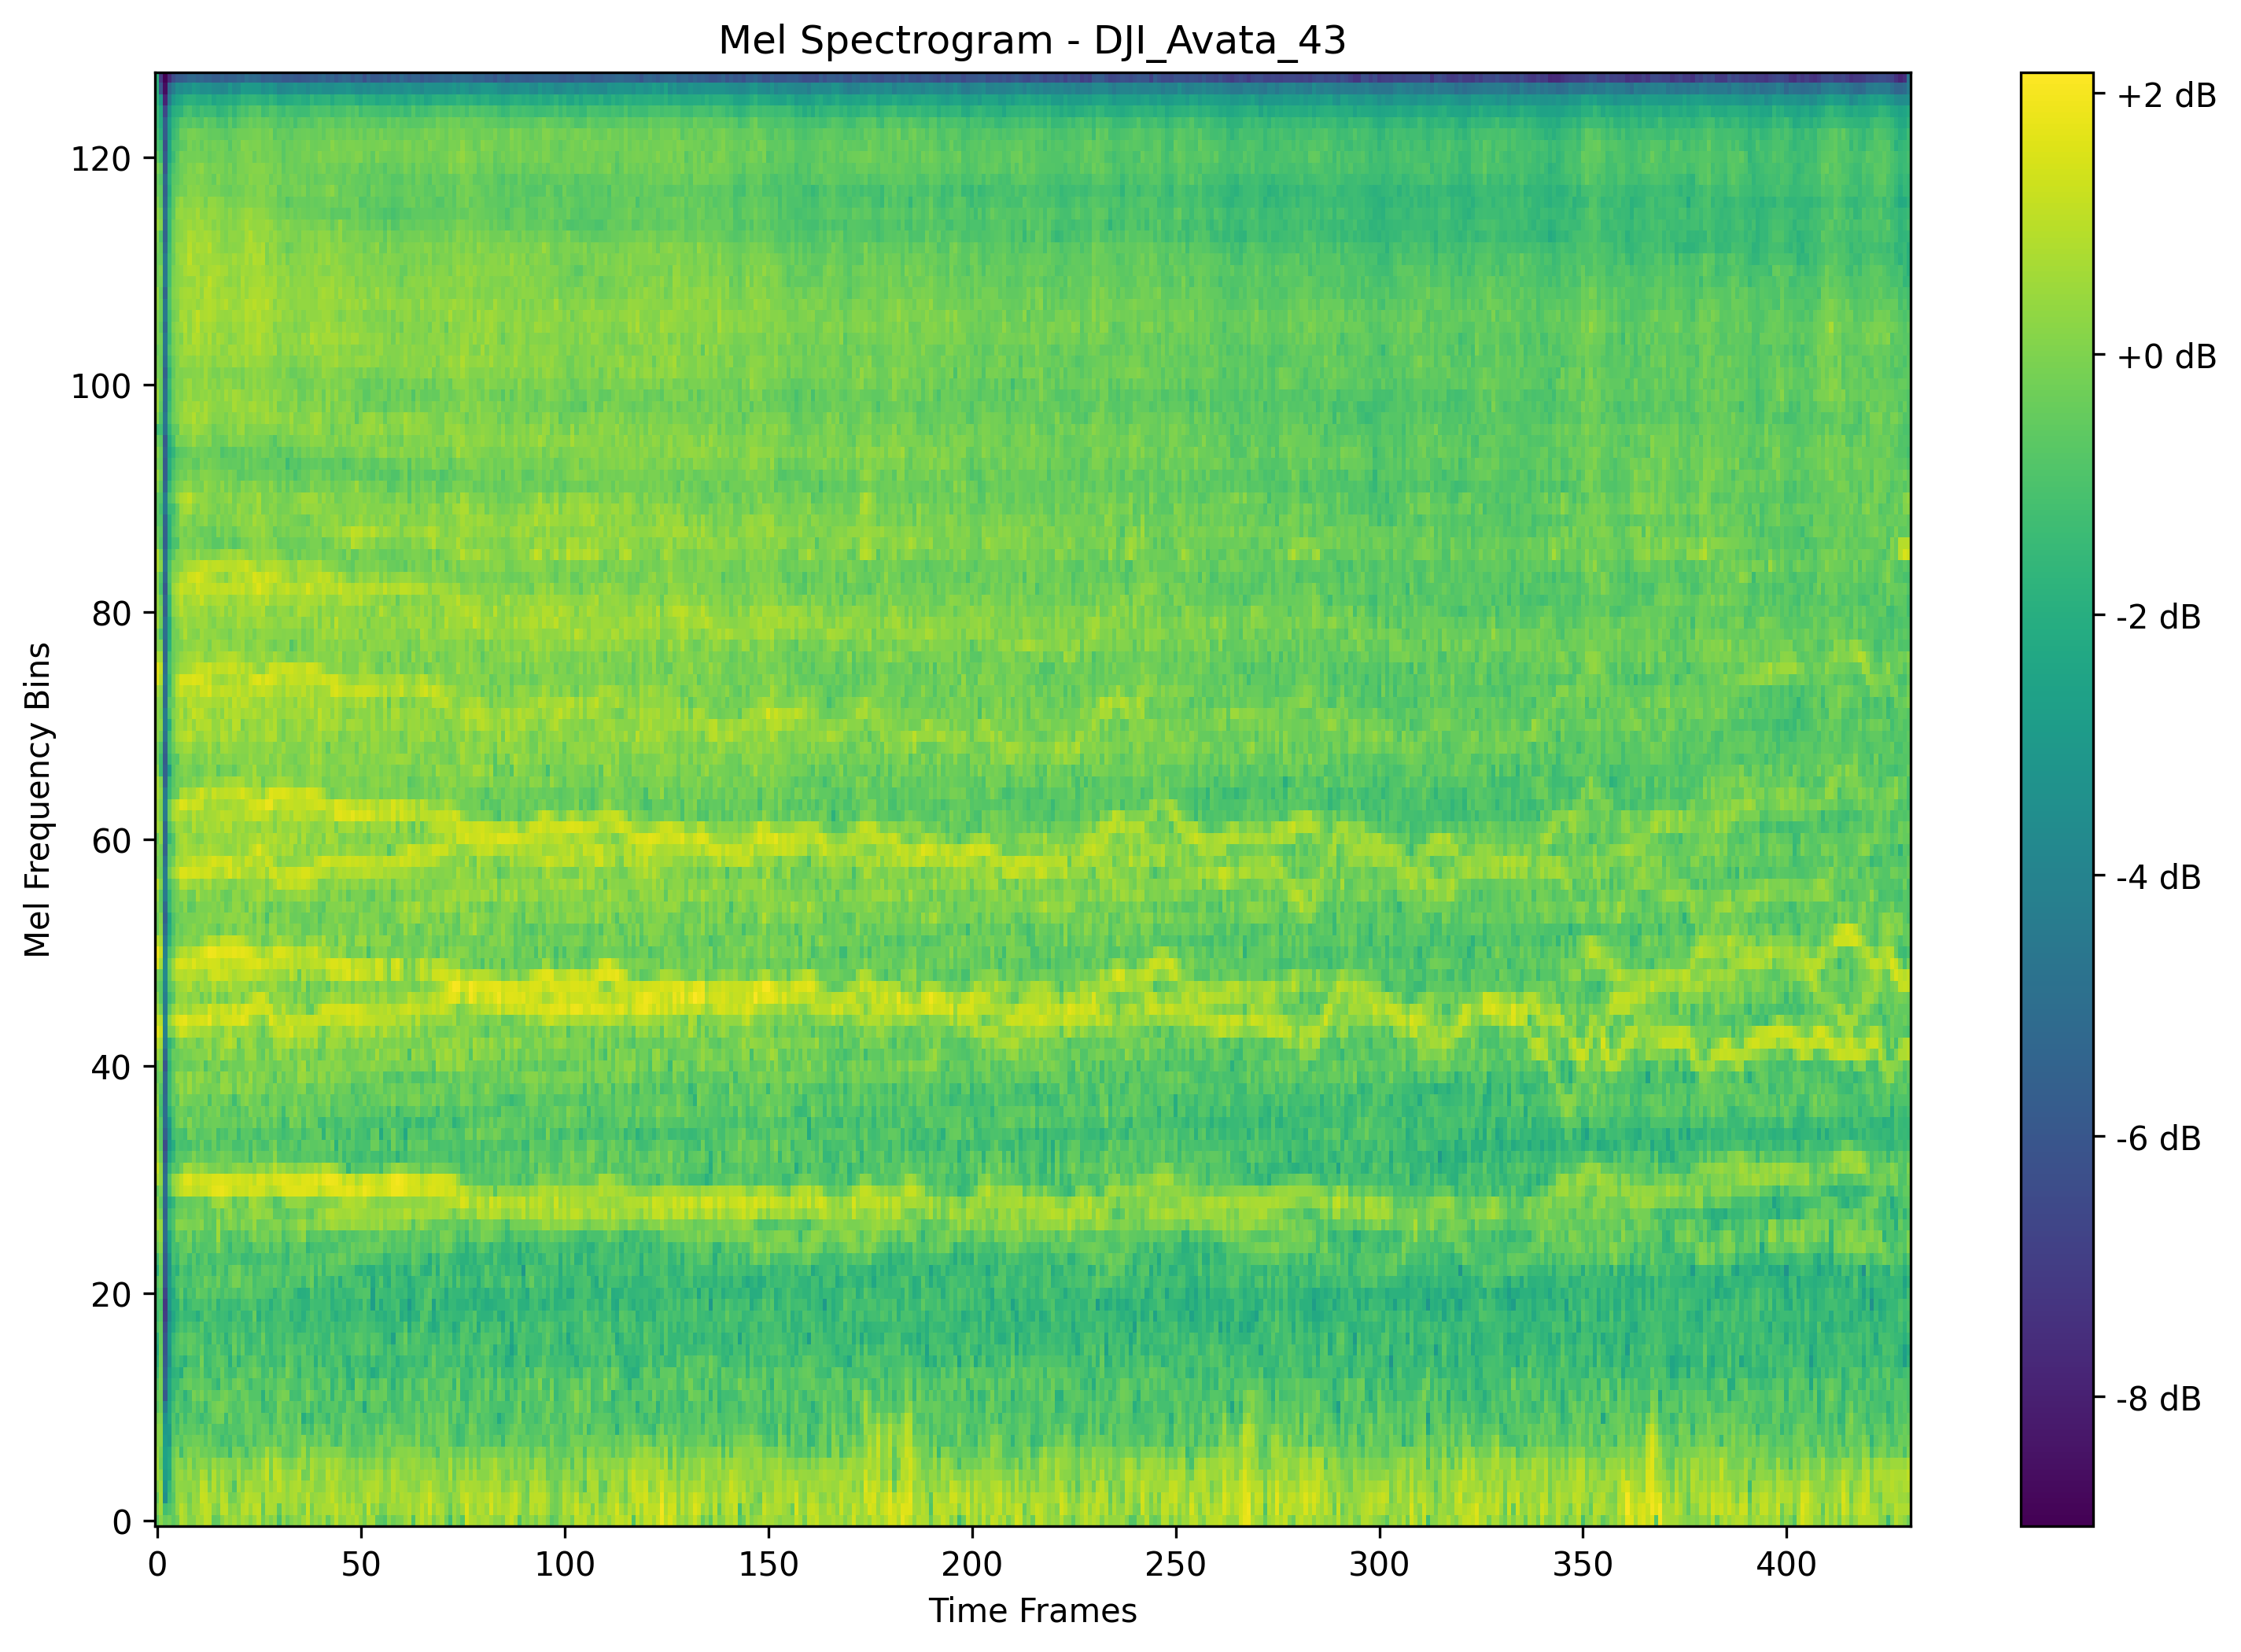 Mel Spectrogram - DJI_Avata_43
Mel Frequency Bins
120
100
80
60
40
20
0
0 50 100 150 200 250 300 350 400
Time Frames
+2 dB
+0 dB
-2 dB
-4 dB
-6 dB
-8 dB